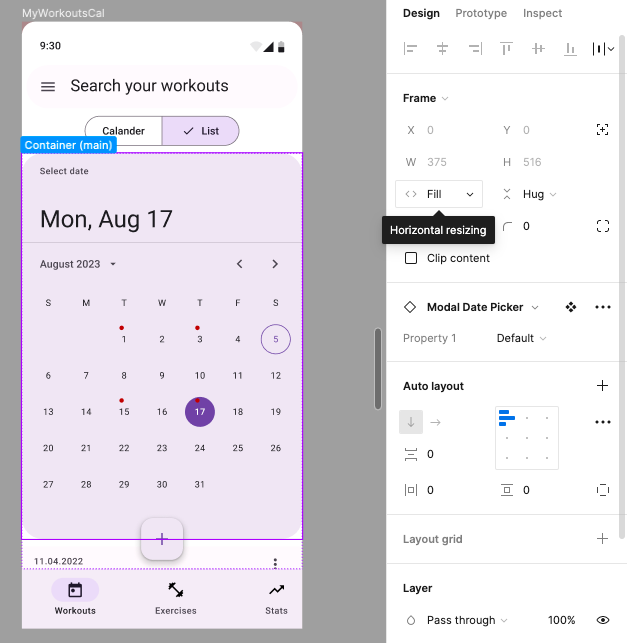 MyWorkoutsCal
9:30
Search your workouts
Calander
List
Container (main)
Select date
Mon, Aug 17
August 2023
S M T W T F S
1 2 3 4 5
6 7 8 9 10 11 12
13 14 15 16 17 18 19
20 21 22 23 24 25 26
27 28 29 30 31
11.04.2022
Workouts Exercises Stats
Design Prototype Inspect
Frame
X 0 Y 0
W 375 H 516
Fill Hug
Horizontal resizing
0
Clip content
Modal Date Picker
Property 1 Default
Auto layout
0
0 0
Layout grid
Layer
Pass through 100%